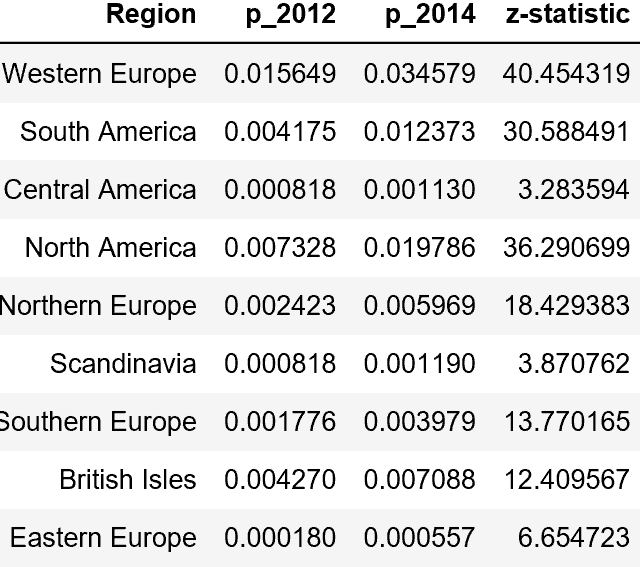 Region p_2012 p_2014 z-statistic
Western Europe 0.015649 0.034579 40.454319
South America 0.004175 0.012373 30.588491
Central America 0.000818 0.001130 3.283594
North America 0.007328 0.019786 36.290699
Northern Europe 0.002423 0.005969 18.429383
Scandinavia 0.000818 0.001190 3.870762
Southern Europe 0.001776 0.003979 13.770165
British Isles 0.004270 0.007088 12.409567
Eastern Europe 0.000180 0.000557 6.654723